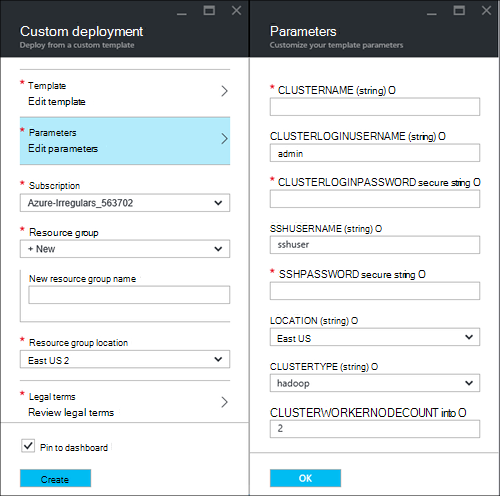 Custom deployment
Deploy from a custom template
* Template
Edit template
* Parameters
Edit parameters
* Subscription
Azure-Irregulars_563702
* Resource group
+ New
New resource group name
* Resource group location
East US 2
* Legal terms
Review legal terms
Pin to dashboard
Create
Parameters
Customize your template parameters
* CLUSTERNAME (string) O
CLUSTERLOGINUSERNAME (string) O
admin
* CLUSTERLOGINPASSWORD secure string O
SSHUSERNAME (string) O
sshuser
* SSHPASSWORD secure string O
LOCATION (string) O
East US
CLUSTERTYPE (string) O
hadoop
CLUSTERWORKERNODECOUNT into O
2
OK